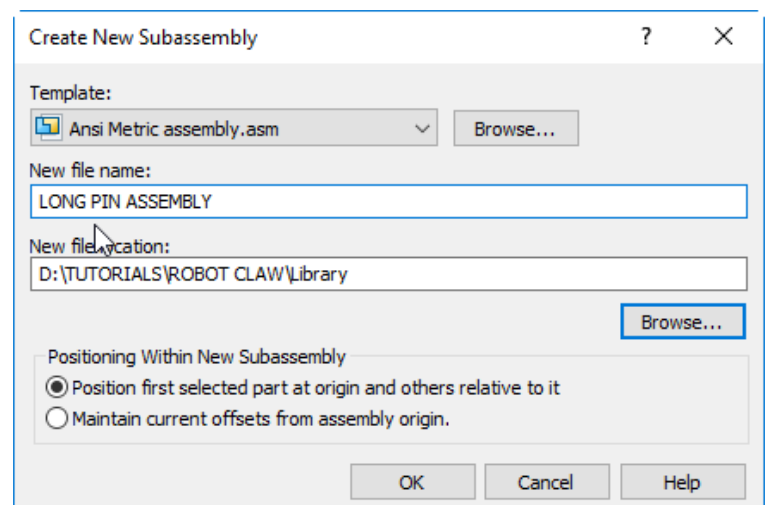 Create New Subassembly ? X
Template:
Ansi Metric assembly.asm Browse...
New file name:
LONG PIN ASSEMBLY
New file location:
D:\TUTORIALS\ROBOT CLAW\Library
Browse...
Positioning Within New Subassembly
Position first selected part at origin and others relative to it
Maintain current offsets from assembly origin.
OK Cancel Help